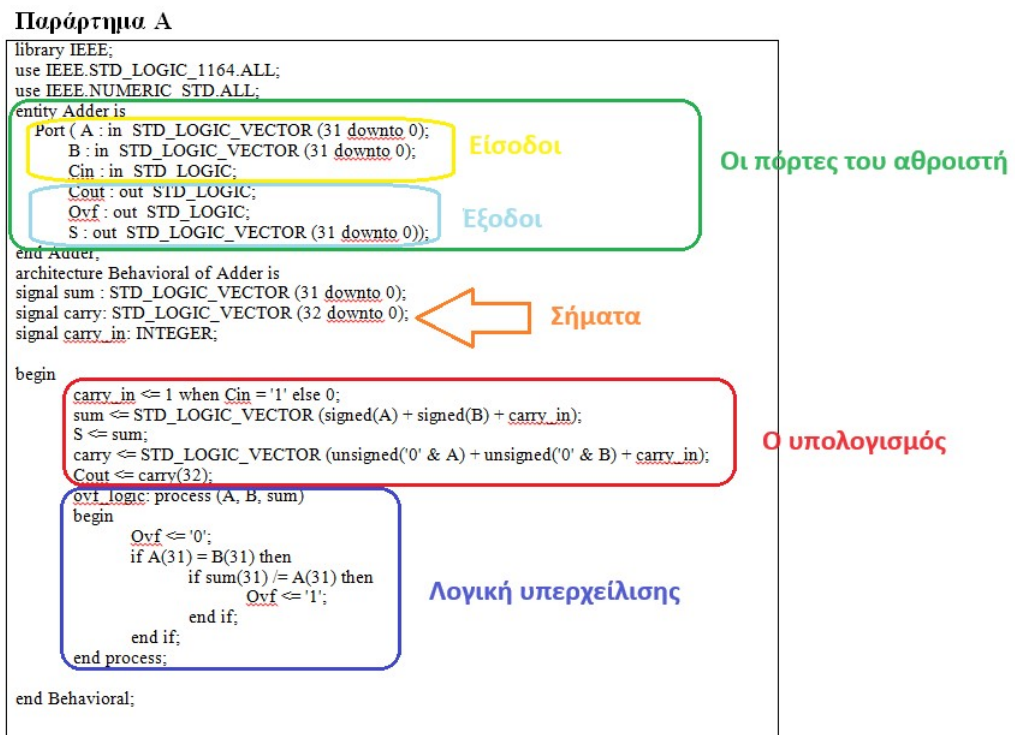 Παράρτημα Α
library IEEE;
use IEEE.STD_LOGIC_1164.ALL;
use IEEE.NUMERIC_STD.ALL;
entity Adder is
Port ( A : in STD_LOGIC_VECTOR (31 downto 0);
B : in STD_LOGIC_VECTOR (31 downto 0);
Είσοδοι
Cin : in STD_LOGIC;
Οι πόρτες του αθροιστή
Cout : out STD_LOGIC;
Ovf : out STD_LOGIC;
Έξοδοι
S : out STD_LOGIC_VECTOR (31 downto 0));
end Adder;
architecture Behavioral of Adder is
signal sum : STD_LOGIC_VECTOR (31 downto 0);
signal carry: STD_LOGIC_VECTOR (32 downto 0);
Σήματα
signal carry_in: INTEGER;
begin
carry_in <= 1 when Cin = '1' else 0;
sum <= STD_LOGIC_VECTOR (signed(A) + signed(B) + carry_in);
S <= sum;
Ο υπολογισμός
carry <= STD_LOGIC_VECTOR (unsigned('0' & A) + unsigned('0' & B) + carry_in);
Cout <= carry(32);
ovf_logic: process (A, B, sum)
begin
Ovf <= '0';
if A(31) = B(31) then
if sum(31) /= A(31) then
Ovf <= '1';
Λογική υπερχείλισης
end if;
end if;
end process;
end Behavioral;